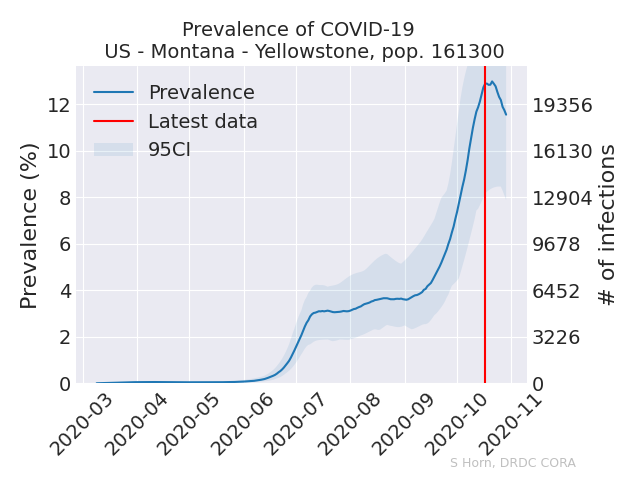 Prevalence of COVID-19
US - Montana - Yellowstone, pop. 161300
Prevalence
Latest data
95CI
Prevalence (%)
12
10
8
6
4
2
0
19356
16130
12904
9678
6452
3226
0
# of infections
2020-03
2020-04
2020-05
2020-06
2020-07
2020-08
2020-09
2020-10
2020-11
S Horn, DRDC CORA